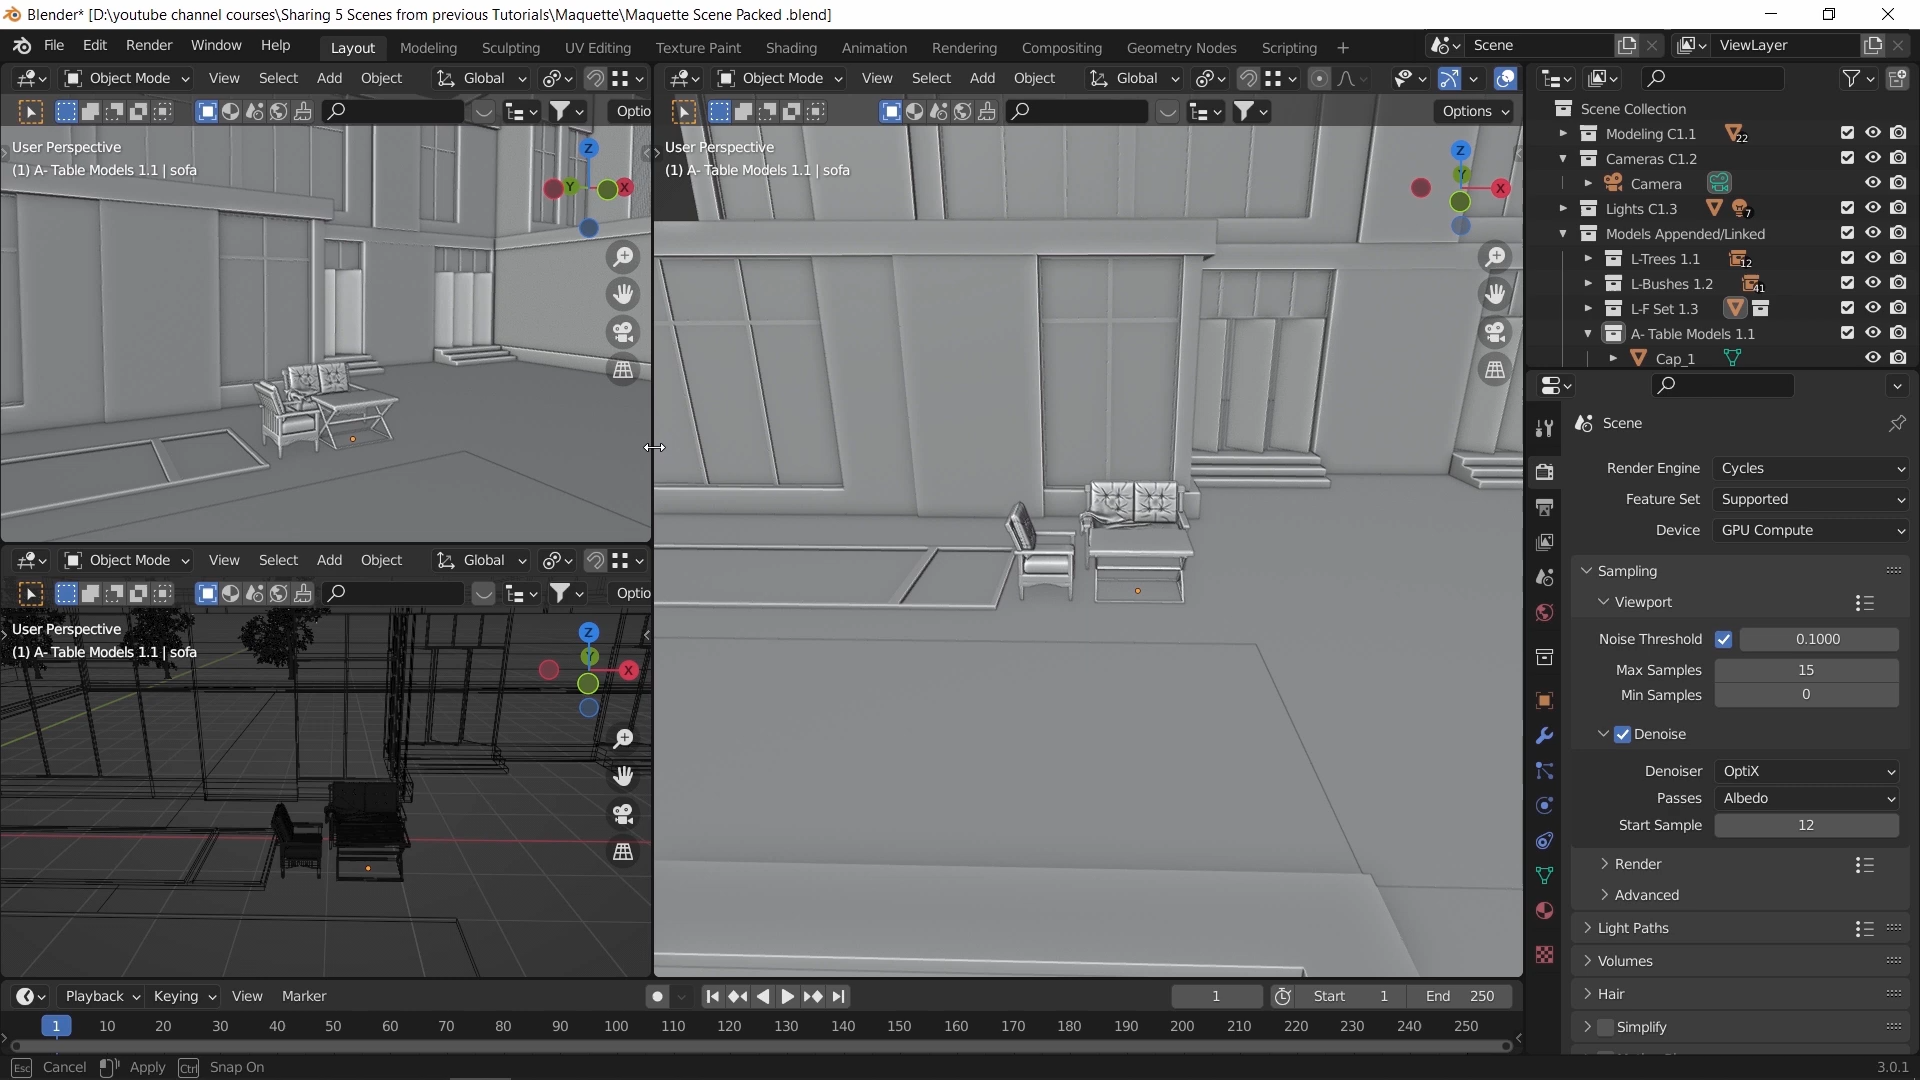 Blender* [D:\youtube channel courses\Sharing 5 Scenes from previous Tutorials\Maquette\Maquette Scene Packed .blend]
File Edit Render Window Help Layout Modeling Sculpting UV Editing Texture Paint Shading Animation Rendering Compositing Geometry Nodes Scripting + Scene ViewLayer
Object Mode View Select Add Object Global
Optio
User Perspective
(1) A- Table Models 1.1 | sofa
Z
Y X
Object Mode View Select Add Object Global
Optio
User Perspective
(1) A- Table Models 1.1 | sofa
Z
Y
X
Object Mode View Select Add Object Global
Options
User Perspective
(1) A- Table Models 1.1 | sofa
Z
Y
X
Scene Collection
Modeling C1.1 22
Cameras C1.2
Camera
Lights C1.3 7
Models Appended/Linked
L-Trees 1.1 12
L-Bushes 1.2 41
L-F Set 1.3
A- Table Models 1.1
Cap_1
Scene
Render Engine Cycles
Feature Set Supported
Device GPU Compute
Sampling
Viewport
Noise Threshold 0.1000
Max Samples 15
Min Samples 0
Denoise
Denoiser OptiX
Passes Albedo
Start Sample 12
Render
Advanced
Light Paths
Volumes
Hair
Simplify
Playback Keying View Marker 1 Start 1 End 250
1 10 20 30 40 50 60 70 80 90 100 110 120 130 140 150 160 170 180 190 200 210 220 230 240 250
Esc Cancel Apply Ctrl Snap On 3.0.1